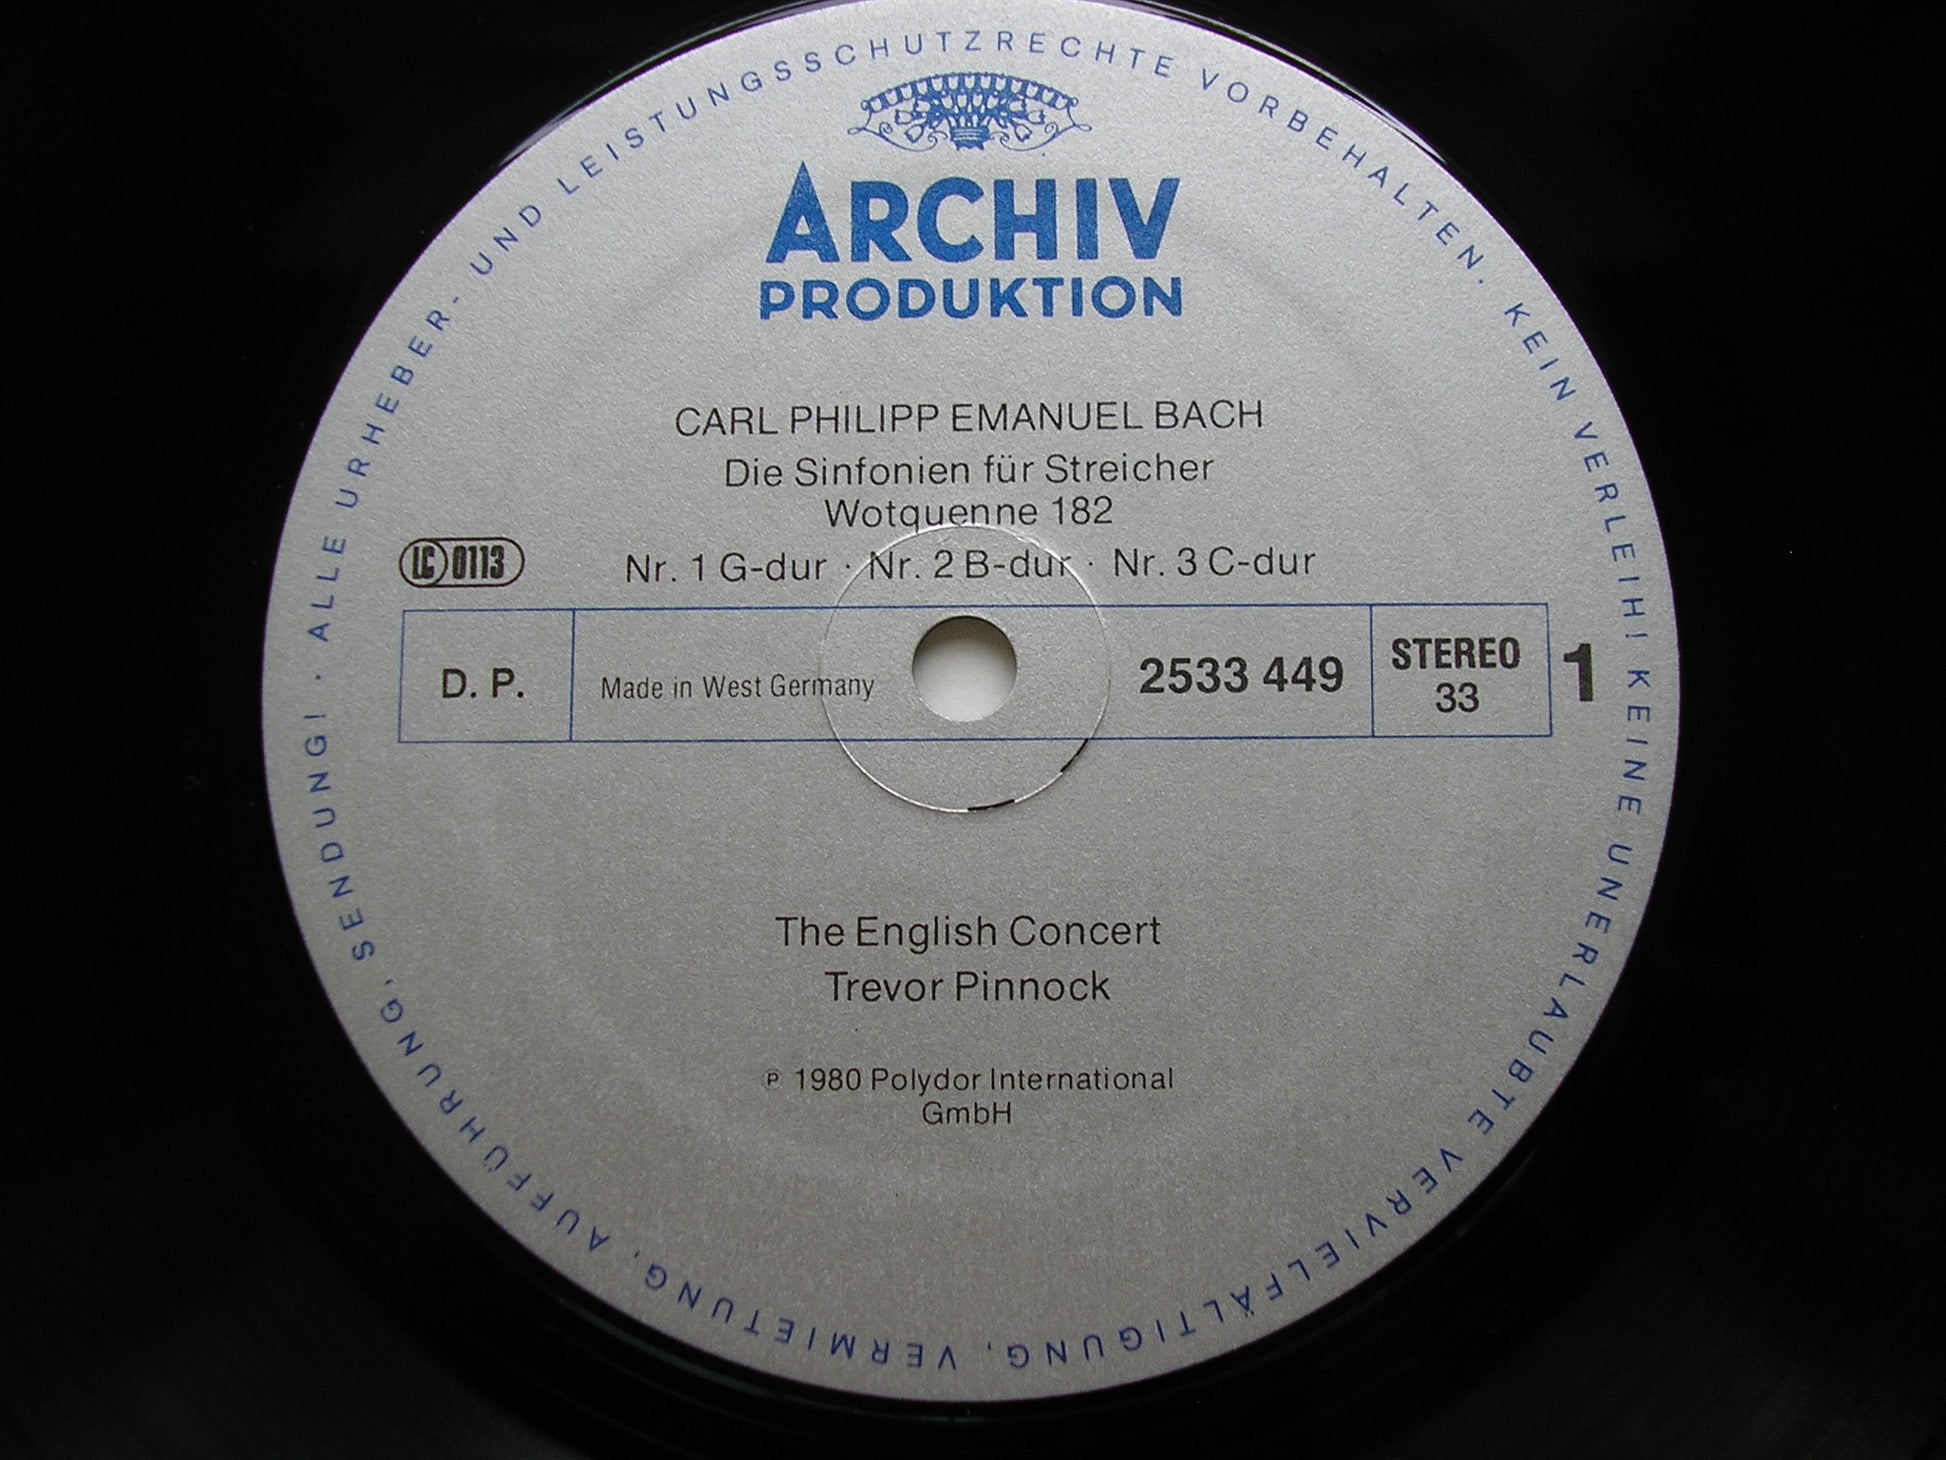 ALLE URHEBER- UND LEISTUNGSSCHUTZRECHTE VORBEHALTEN. KEIN VERLEIH! KEINE UNERLAUBTE VERVIELFÄLTIGUNG, VERMIETUNG, AUFFÜHRUNG, SENDUNG! ·
ARCHIV
PRODUKTION
CARL PHILIPP EMANUEL BACH
Die Sinfonien für Streicher
Wotquenne 182
Nr. 1 G-dur · Nr. 2 B-dur · Nr. 3 C-dur
LC 0113
D. P.
Made in West Germany
2533 449
STEREO
33
1
The English Concert
Trevor Pinnock
℗ 1980 Polydor International
GmbH